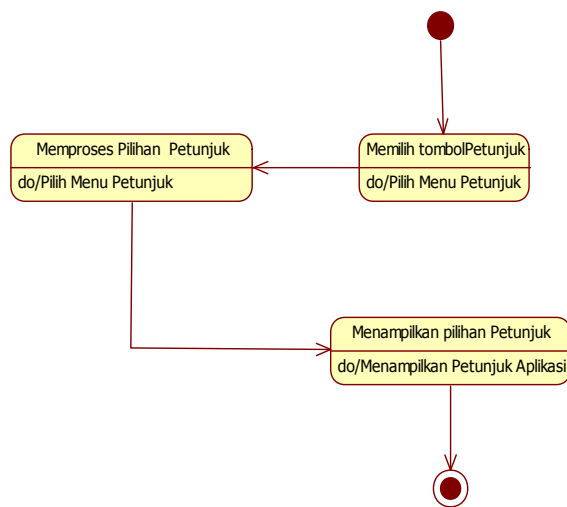 Memilih tombolPetunjuk
do/Pilih Menu Petunjuk
Memproses Pilihan  Petunjuk
do/Pilih Menu Petunjuk
Menampilkan pilihan Petunjuk
do/Menampilkan Petunjuk Aplikasi